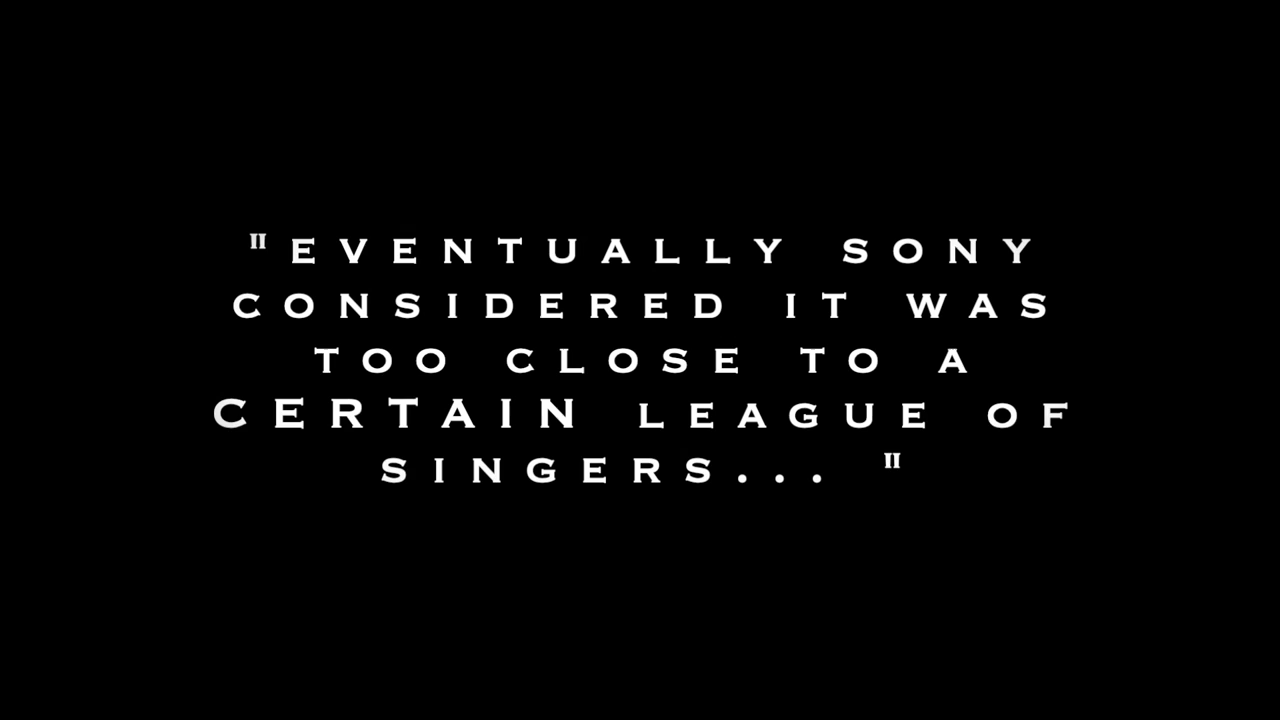 "EVENTUALLY SONY
CONSIDERED IT WAS
TOO CLOSE TO A
CERTAIN LEAGUE OF
SINGERS... "